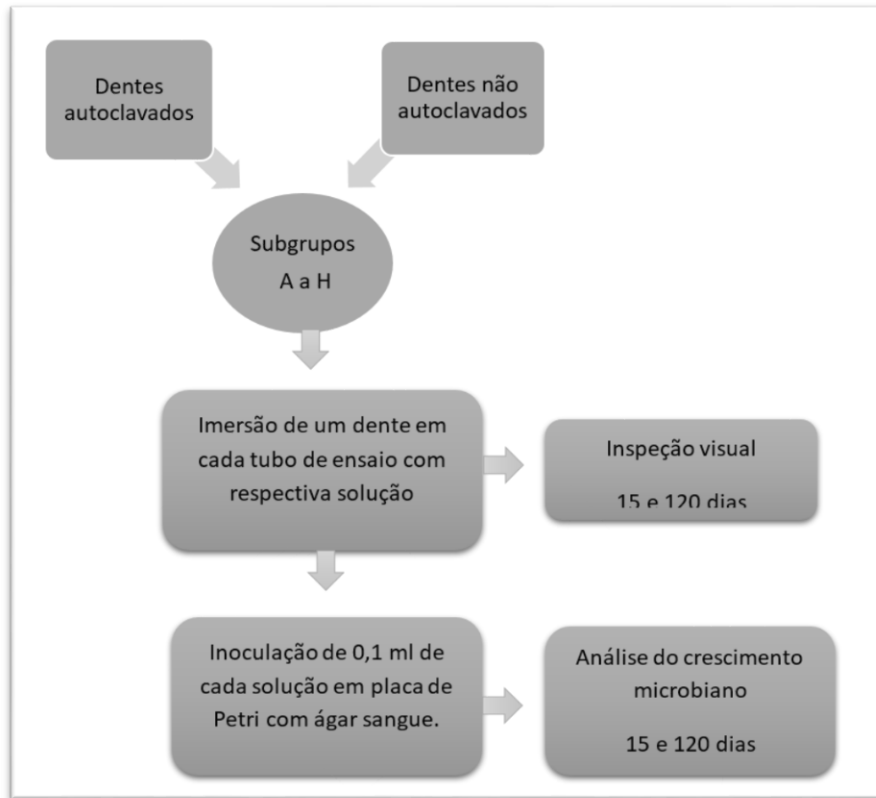 Dentes
autoclavados
Dentes não
autoclavados
Subgrupos
A a H
Imersão de um dente em
cada tubo de ensaio com
respectiva solução
Inspeção visual
15 e 120 dias
Inoculação de 0,1 ml de
cada solução em placa de
Petri com ágar sangue.
Análise do crescimento
microbiano
15 e 120 dias